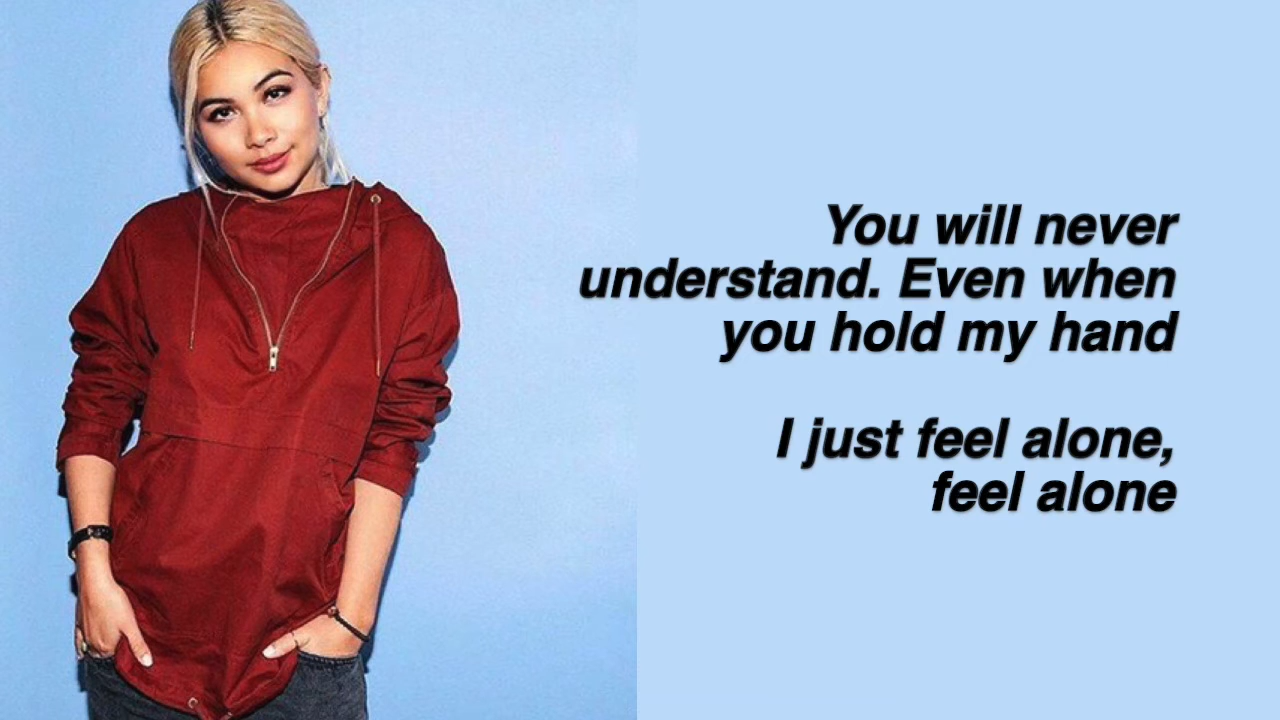 You will never
understand. Even when
you hold my hand
I just feel alone,
feel alone